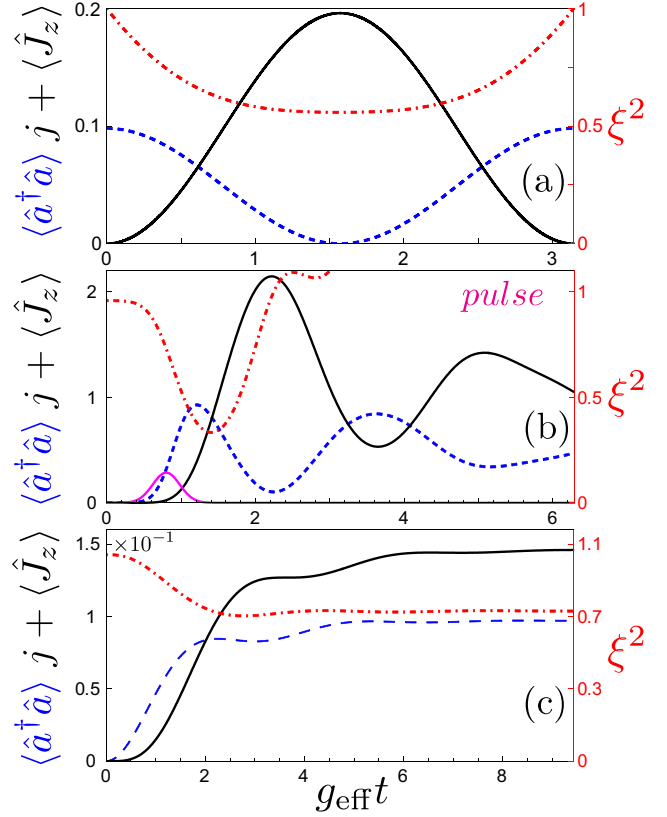 0.2
0.1
0
1
0.5
0
0 1 2 3
(a)
⟨â†â⟩ j + ⟨Ĵz⟩
ξ²
2
1
0
1
0.5
0
0 2 4 6
pulse
(b)
⟨â†â⟩ j + ⟨Ĵz⟩
ξ²
×10⁻¹
1.5
1
0.5
0
1.1
0.7
0.3
0
0 2 4 6 8
(c)
⟨â†â⟩ j + ⟨Ĵz⟩
ξ²
g_eff t